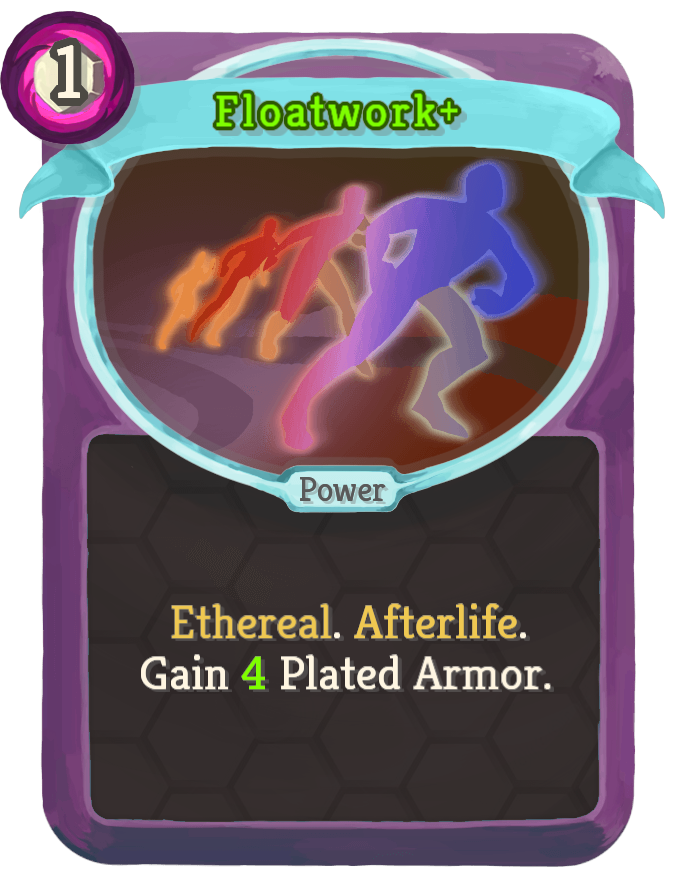 1
Floatwork+
Power
Ethereal. Afterlife.
Gain 4 Plated Armor.